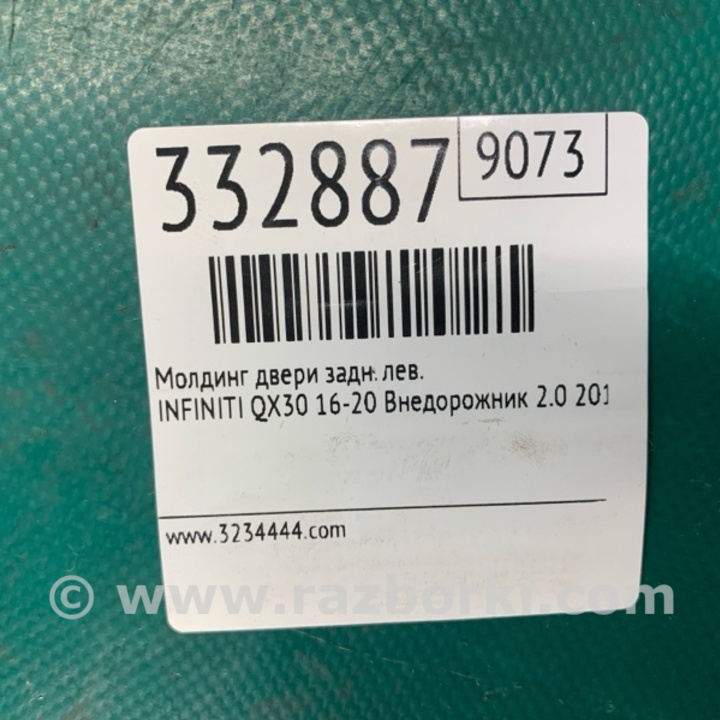 332887
9073
Молдинг двери задн. лев.
INFINITI QX30 16-20 Внедорожник 2.0 201
www.3234444.com
© www.razborki.com